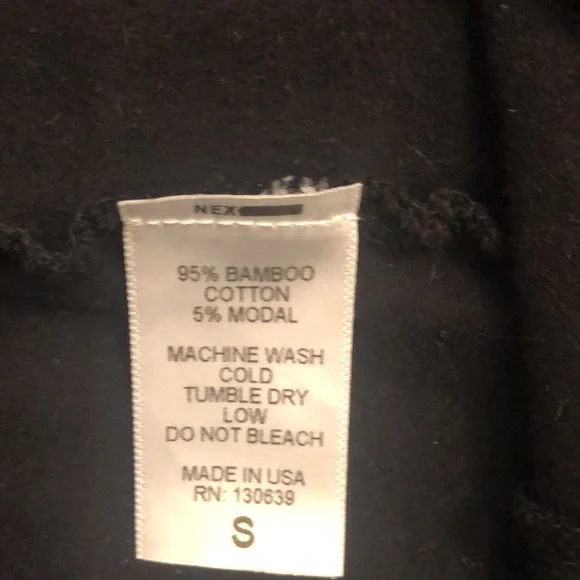 NEX
95% BAMBOO
COTTON
5% MODAL
MACHINE WASH
COLD
TUMBLE DRY
LOW
DO NOT BLEACH
MADE IN USA
RN: 130639
S